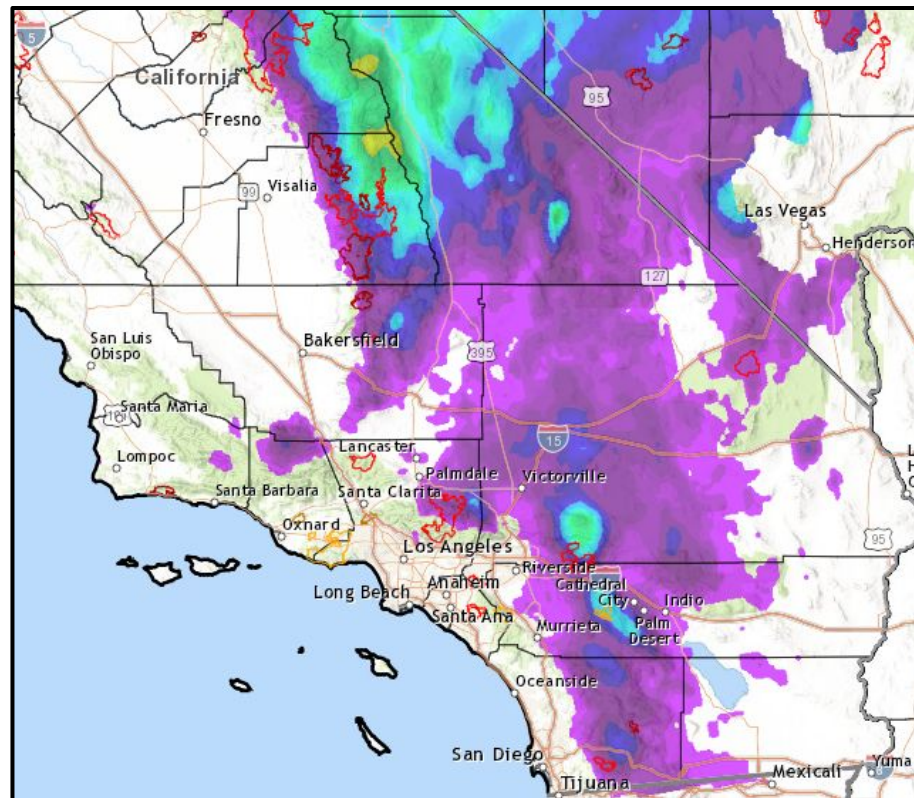 5
California
95
Fresno
99
Visalia
Las Vegas
Henderson
127
San Luis
Obispo
Bakersfield
395
Santa Maria
15
Lancaster
Lompoc
Palmdale
Victorville
Santa Barbara
Santa Clarita
Oxnard
95
Los Angeles
Riverside
Cathedral
City
Indio
Long Beach
Anaheim
Palm
Desert
Santa Ana
Murrieta
Oceanside
San Diego
Tijuana
Mexicali
Yuma